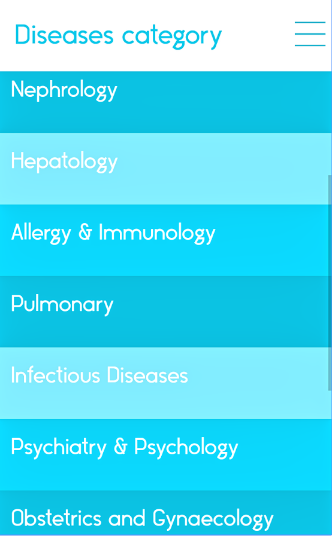 Diseases category
Nephrology
Hepatology
Allergy & Immunology
Pulmonary
Infectious Diseases
Psychiatry & Psychology
Obstetrics and Gynaecology